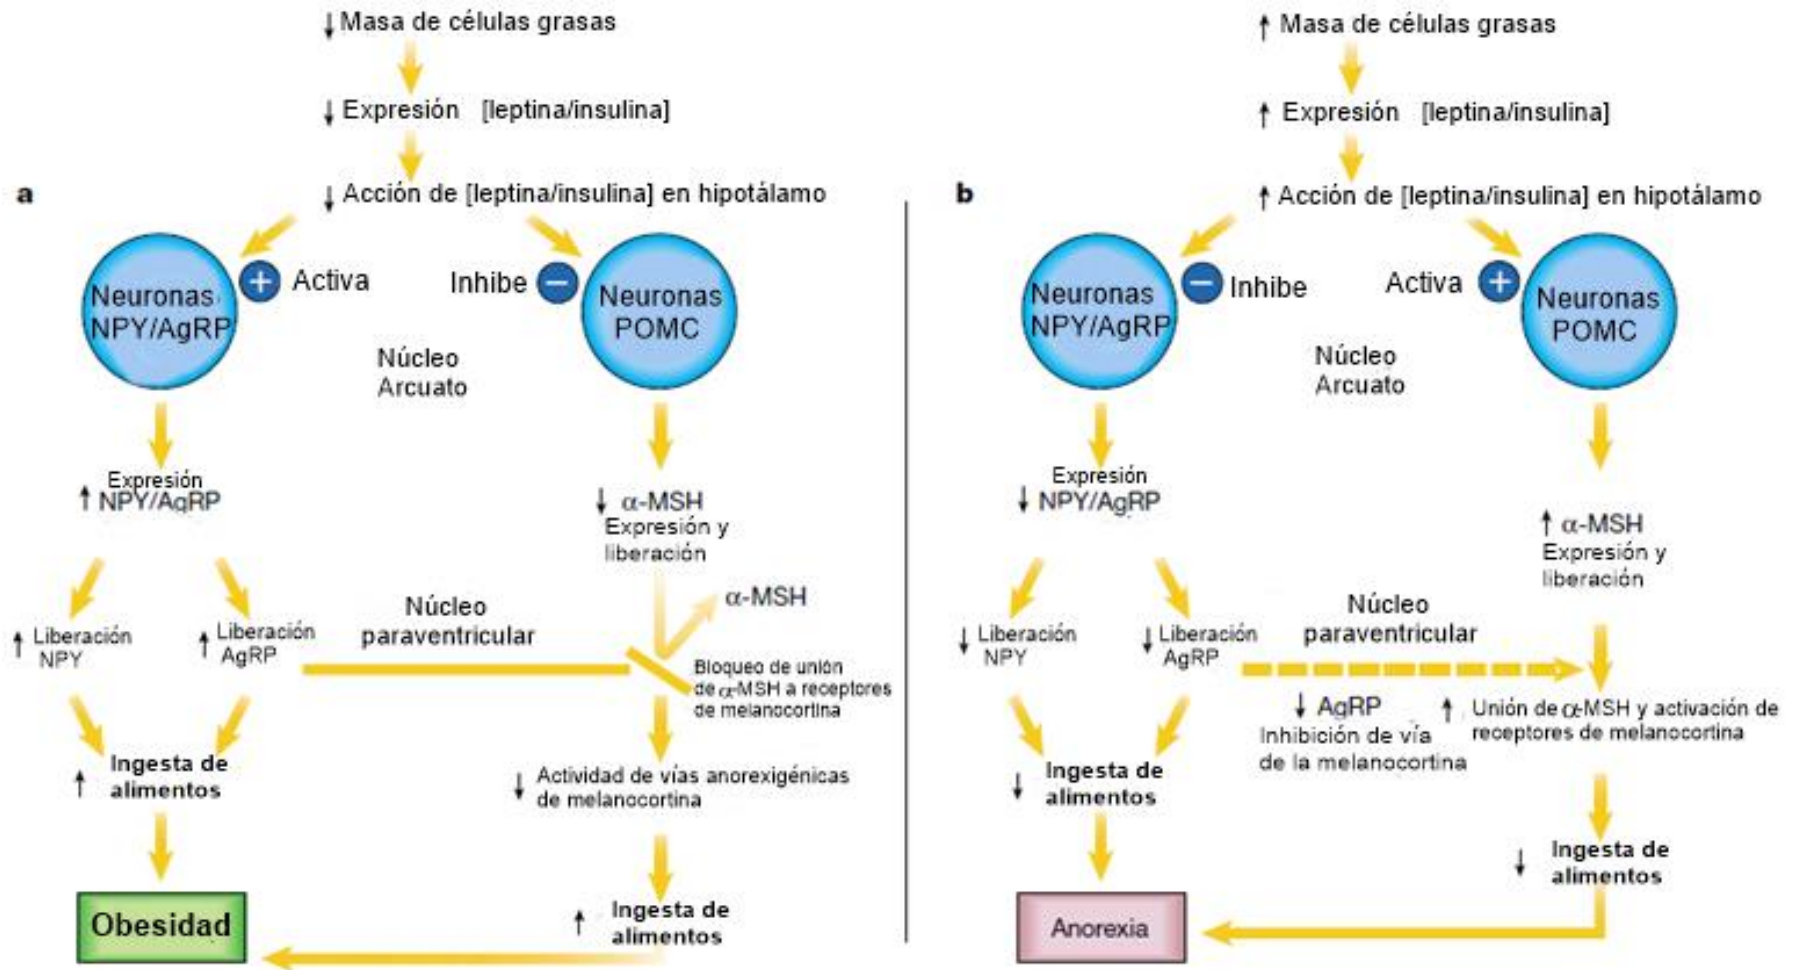 ↓ Masa de células grasas
↓ Expresión [leptina/insulina]
a
↓ Acción de [leptina/insulina] en hipotálamo
Neuronas
NPY/AgRP
+ Activa
Inhibe −
Neuronas
POMC
Núcleo
Arcuato
Expresión
↑ NPY/AgRP
↓ α-MSH
Expresión y
liberación
α-MSH
↑ Liberación
NPY
↑ Liberación
AgRP
Núcleo
paraventricular
Bloqueo de unión
de α-MSH a receptores
de melanocortina
↑ Ingesta de
alimentos
↓ Actividad de vías anorexigénicas
de melanocortina
Obesidad
↑ Ingesta de
alimentos
↑ Masa de células grasas
↑ Expresión [leptina/insulina]
b
↑ Acción de [leptina/insulina] en hipotálamo
Neuronas
NPY/AgRP
− Inhibe
Activa +
Neuronas
POMC
Núcleo
Arcuato
Expresión
↓ NPY/AgRP
↑ α-MSH
Expresión y
liberación
↓ Liberación
NPY
↓ Liberación
AgRP
Núcleo
paraventricular
↓ AgRP
Inhibición de vía
de la melanocortina
↑ Unión de α-MSH y activación de
receptores de melanocortina
↓ Ingesta de
alimentos
↓ Ingesta de
alimentos
Anorexia